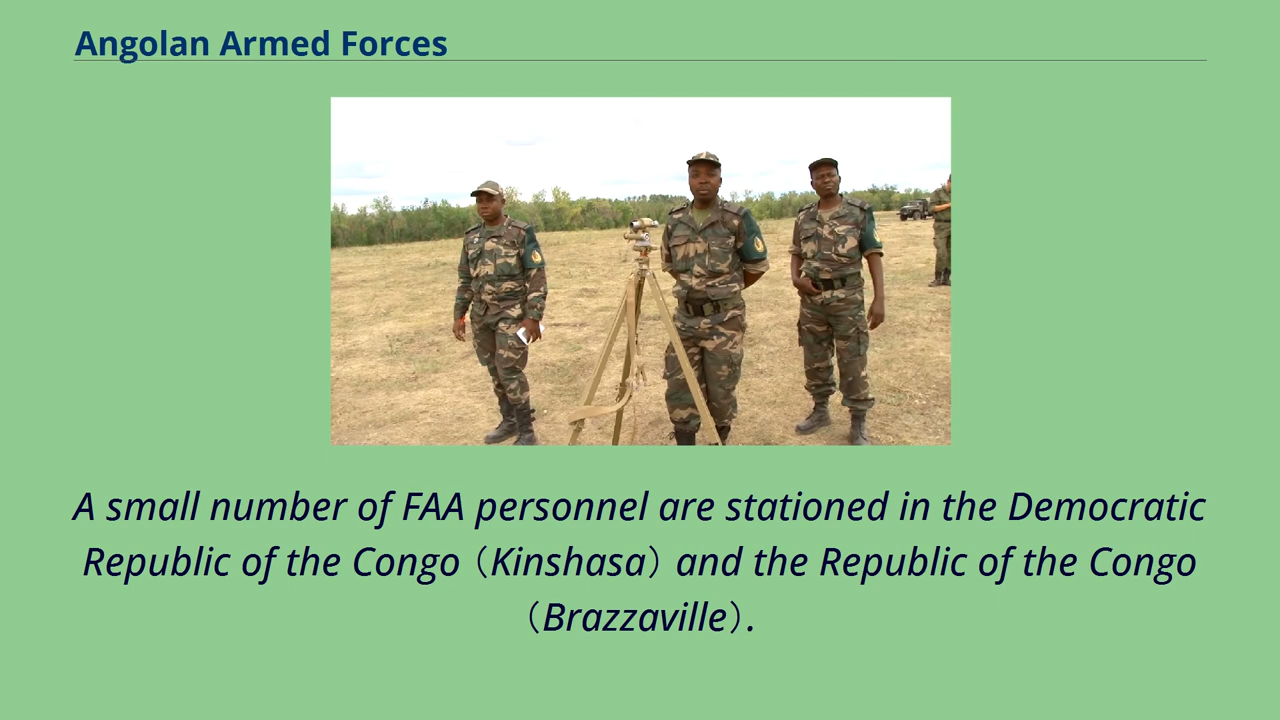 Angolan Armed Forces
A small number of FAA personnel are stationed in the Democratic
Republic of the Congo（Kinshasa）and the Republic of the Congo
（Brazzaville）.